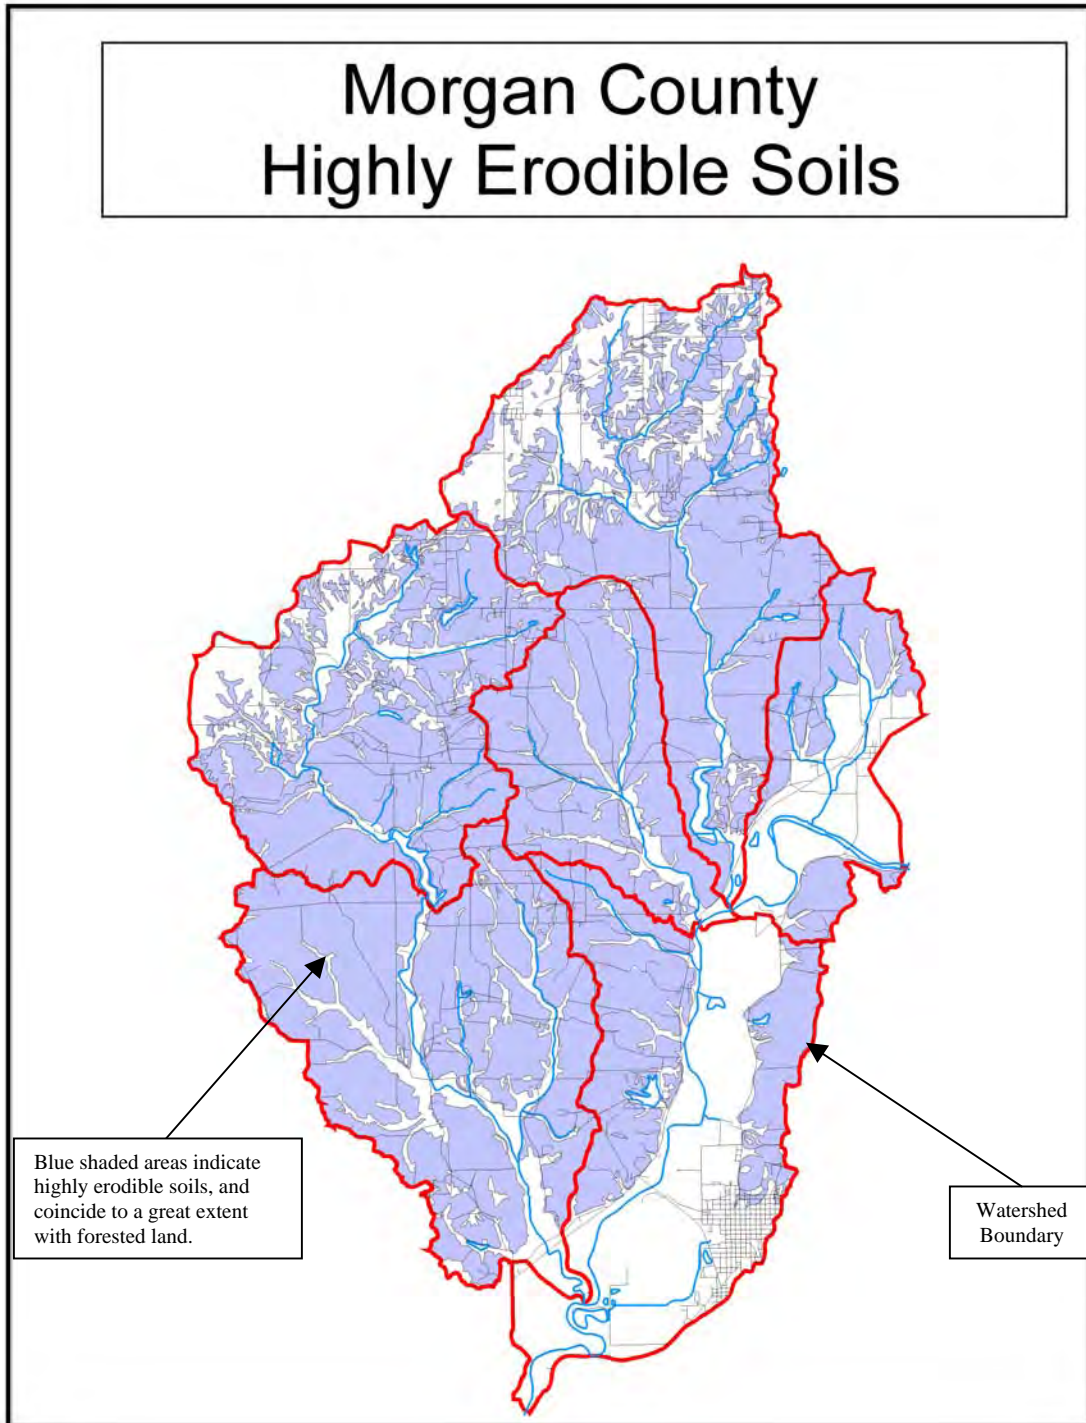 Morgan County
Highly Erodible Soils
Blue shaded areas indicate
highly erodible soils, and
coincide to a great extent
with forested land.
Watershed
Boundary